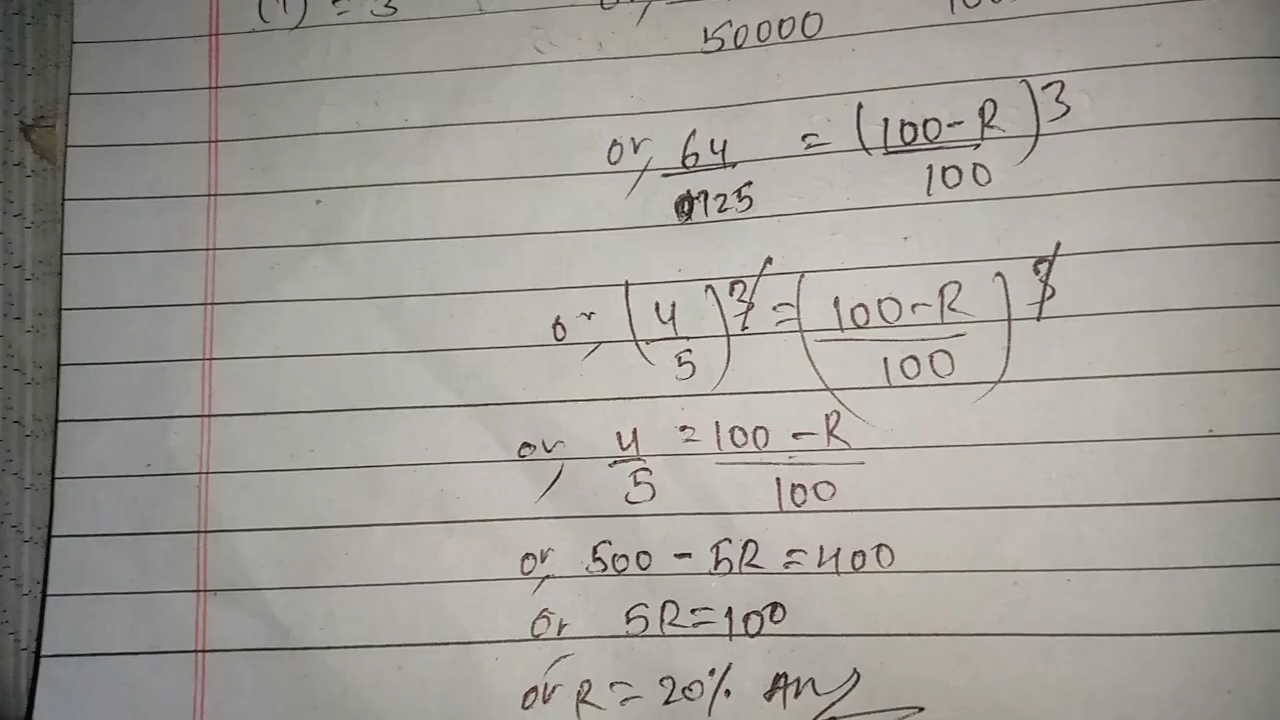 (T) = 3
50000
or, 64/125 = (100-R/100)^3
or, (4/5)^3 = (100-R/100)^3
or, 4/5 = 100-R/100
or, 500 - 5R = 400
or 5R = 100
or R = 20% Ans